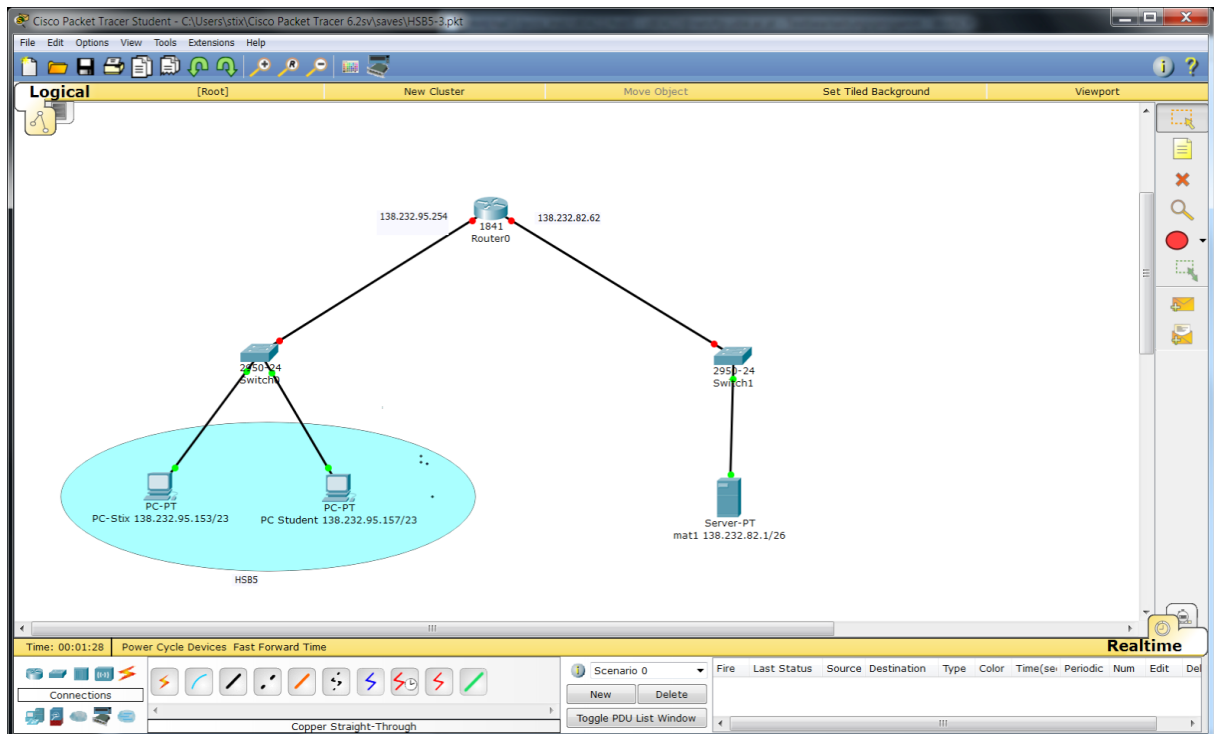 Cisco Packet Tracer Student - C:\Users\stix\Cisco Packet Tracer 6.2sv\saves\HSB5-3.pkt
File Edit Options View Tools Extensions Help
Logical [Root] New Cluster Move Object Set Tiled Background Viewport
138.232.95.254
138.232.82.62
1841
Router0
2950-24
Switch0
2950-24
Switch1
PC-PT
PC-Stix 138.232.95.153/23
PC-PT
PC Student 138.232.95.157/23
Server-PT
mat1 138.232.82.1/26
HSB5
Time: 00:01:28 Power Cycle Devices Fast Forward Time Realtime
Connections
Copper Straight-Through
Scenario 0
New Delete
Toggle PDU List Window
Fire Last Status Source Destination Type Color Time(se Periodic Num Edit Del